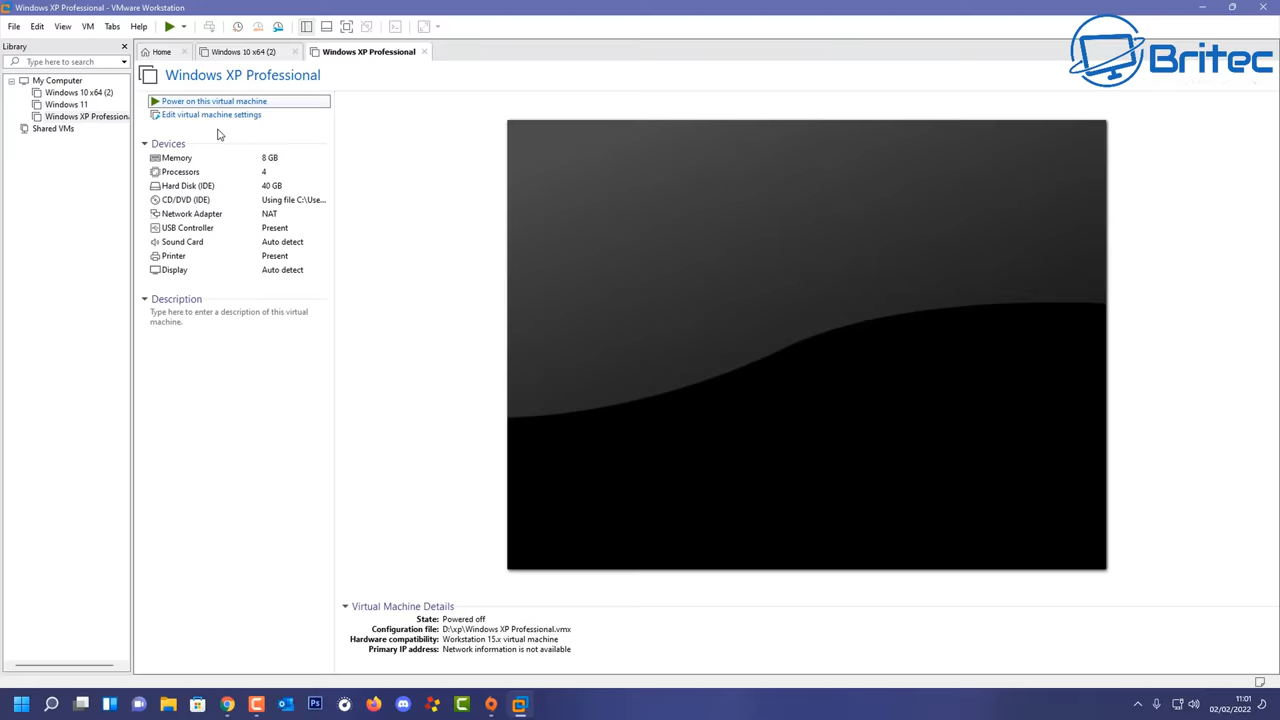 Windows XP Professional - VMware Workstation
File Edit View VM Tabs Help
Library
Type here to search
My Computer
Windows 10 x64 (2)
Windows 11
Windows XP Profession
Shared VMs
Home
Windows 10 x64 (2)
Windows XP Professional
Britec
Windows XP Professional
Power on this virtual machine
Edit virtual machine settings
Devices
Memory 8 GB
Processors 4
Hard Disk (IDE) 40 GB
CD/DVD (IDE) Using file C:\Use...
Network Adapter NAT
USB Controller Present
Sound Card Auto detect
Printer Present
Display Auto detect
Description
Type here to enter a description of this virtual
machine.
Virtual Machine Details
State: Powered off
Configuration file: D:\xp\Windows XP Professional.vmx
Hardware compatibility: Workstation 15.x virtual machine
Primary IP address: Network information is not available
11:01
02/02/2022